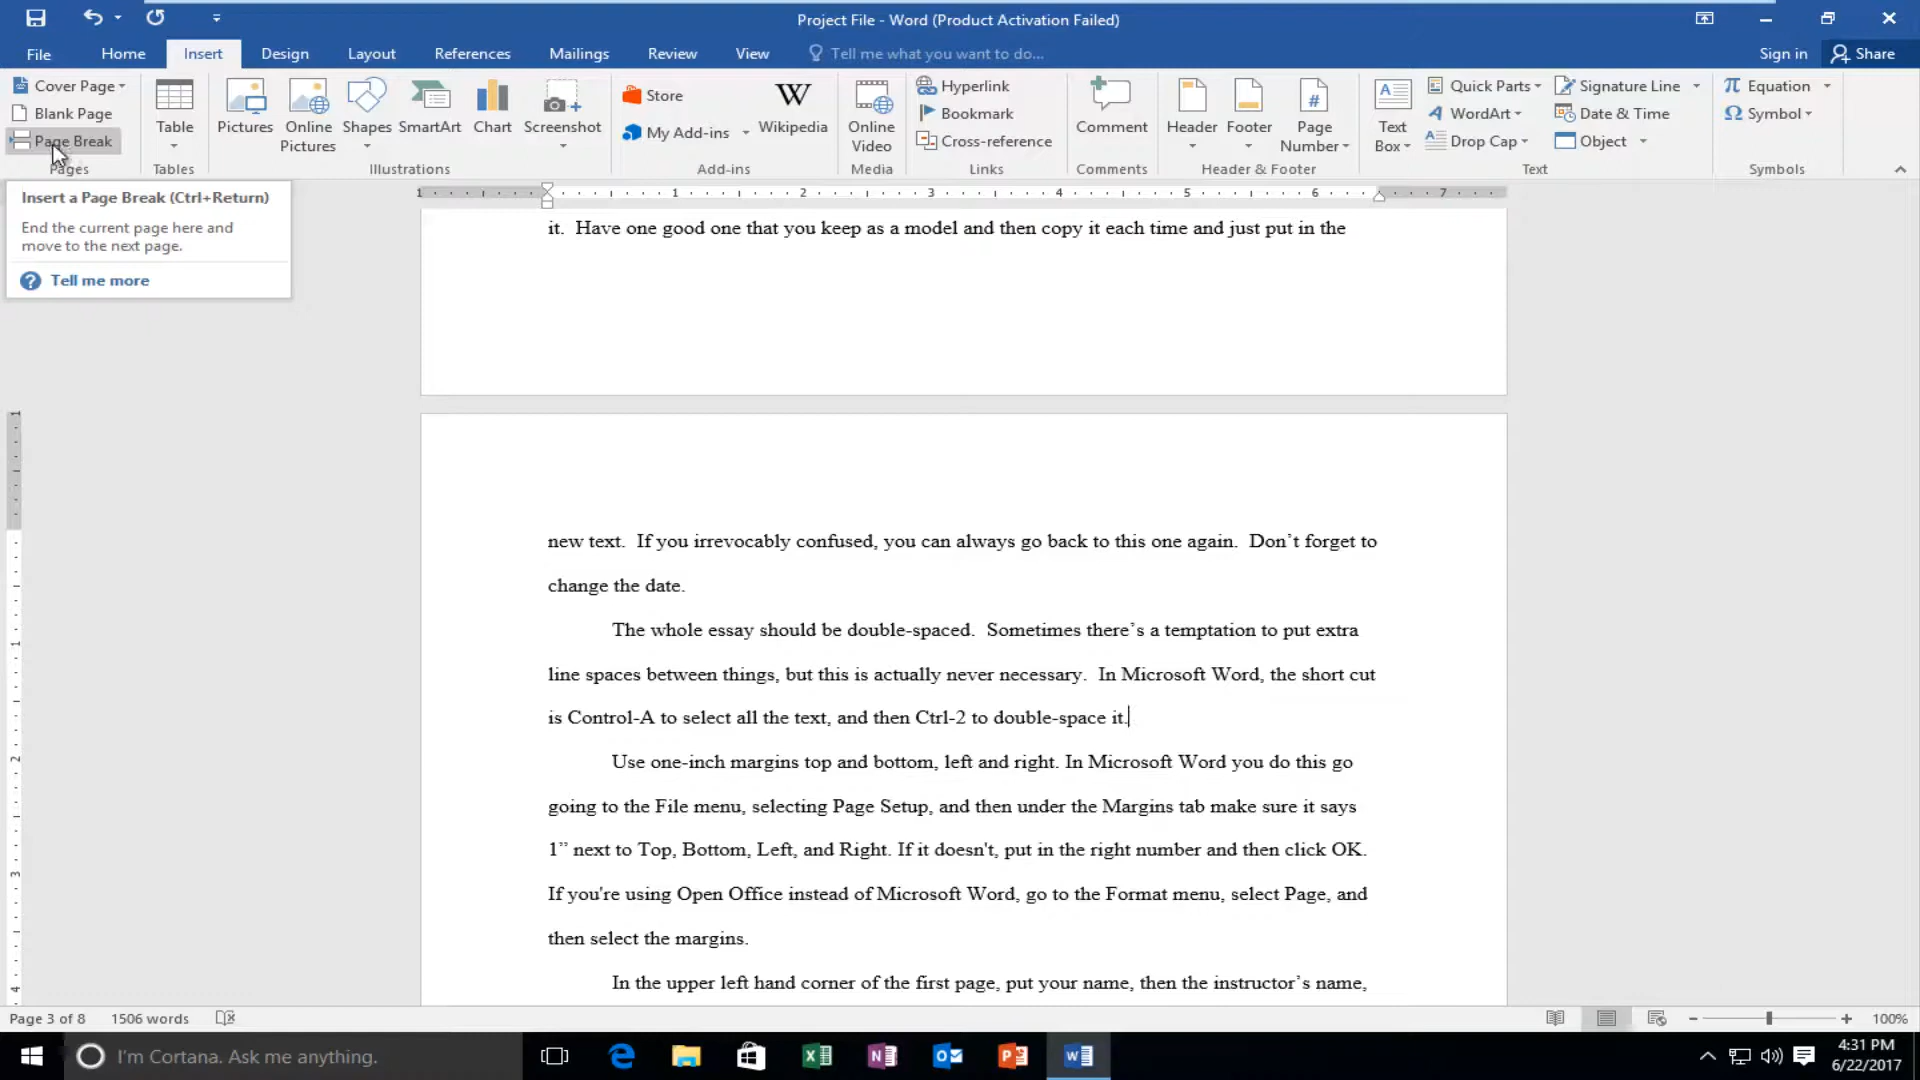 Project File - Word (Product Activation Failed)
File Home Insert Design Layout References Mailings Review View Tell me what you want to do... Sign in Share
Cover Page
Blank Page
Page Break
Pages
Table
Tables
Pictures
Online Pictures
Shapes
SmartArt
Chart
Screenshot
Illustrations
Store
My Add-ins
W
Wikipedia
Add-ins
Online Video
Media
Hyperlink
Bookmark
Cross-reference
Links
Comment
Comments
Header
Footer
Page Number
Header & Footer
Text Box
Quick Parts
WordArt
Drop Cap
Signature Line
Date & Time
Object
Text
Equation
Symbol
Symbols
Insert a Page Break (Ctrl+Return)
End the current page here and
move to the next page.
Tell me more
1 1 2 3 4 5 6 7
it.  Have one good one that you keep as a model and then copy it each time and just put in the
new text.  If you irrevocably confused, you can always go back to this one again.  Don’t forget to
change the date.
The whole essay should be double-spaced.  Sometimes there’s a temptation to put extra
line spaces between things, but this is actually never necessary.  In Microsoft Word, the short cut
is Control-A to select all the text, and then Ctrl-2 to double-space it.
Use one-inch margins top and bottom, left and right. In Microsoft Word you do this go
going to the File menu, selecting Page Setup, and then under the Margins tab make sure it says
1” next to Top, Bottom, Left, and Right. If it doesn't, put in the right number and then click OK.
If you're using Open Office instead of Microsoft Word, go to the Format menu, select Page, and
then select the margins.
In the upper left hand corner of the first page, put your name, then the instructor’s name,
1
1
2
3
4
Page 3 of 8 1506 words 100%
I'm Cortana. Ask me anything.
4:31 PM
6/22/2017